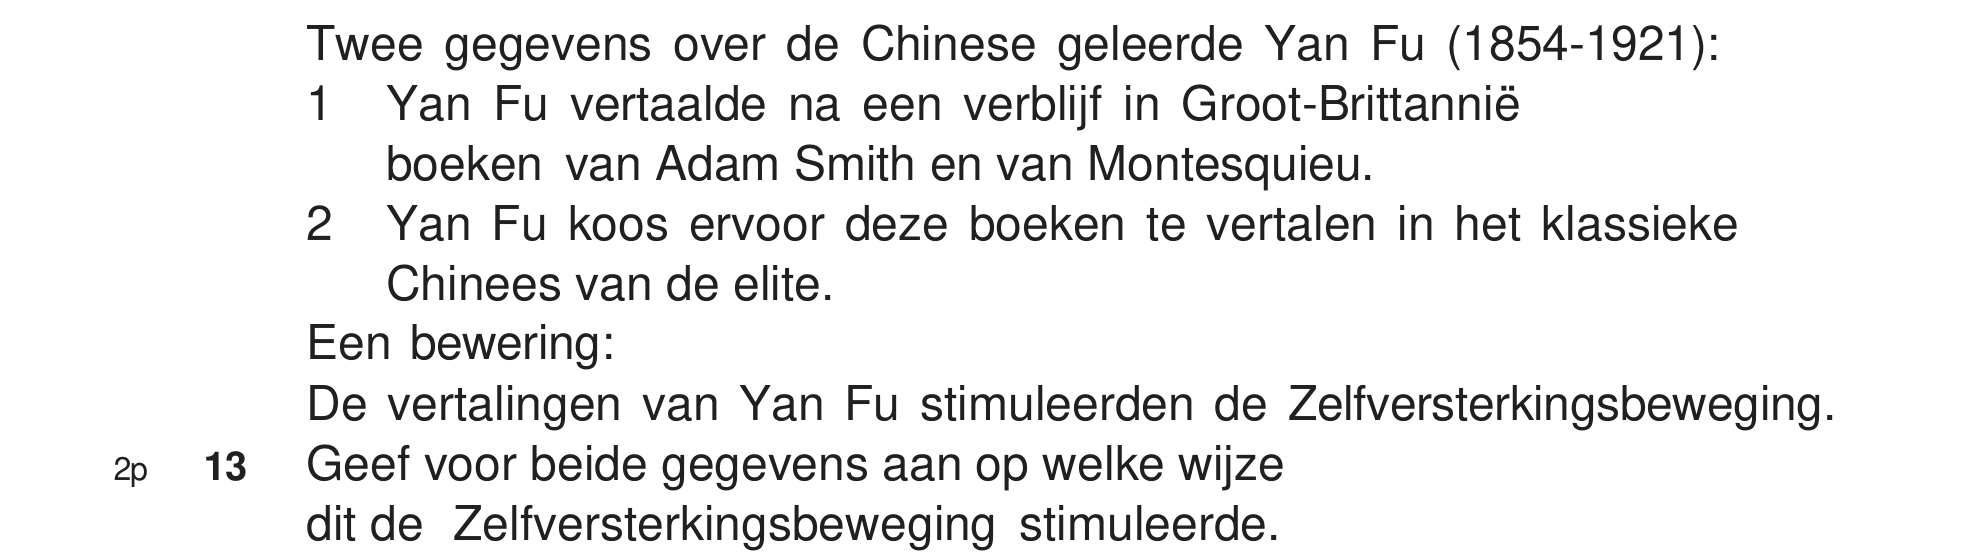 Twee gegevens over de Chinese geleerde Yan Fu (1854-1921):
1 Yan Fu vertaalde na een verblijf in Groot-Brittannië
boeken van Adam Smith en van Montesquieu.
2 Yan Fu koos ervoor deze boeken te vertalen in het klassieke
Chinees van de elite.
Een bewering:
De vertalingen van Yan Fu stimuleerden de Zelfversterkingsbeweging.
2p 13 Geef voor beide gegevens aan op welke wijze
dit de Zelfversterkingsbeweging stimuleerde.